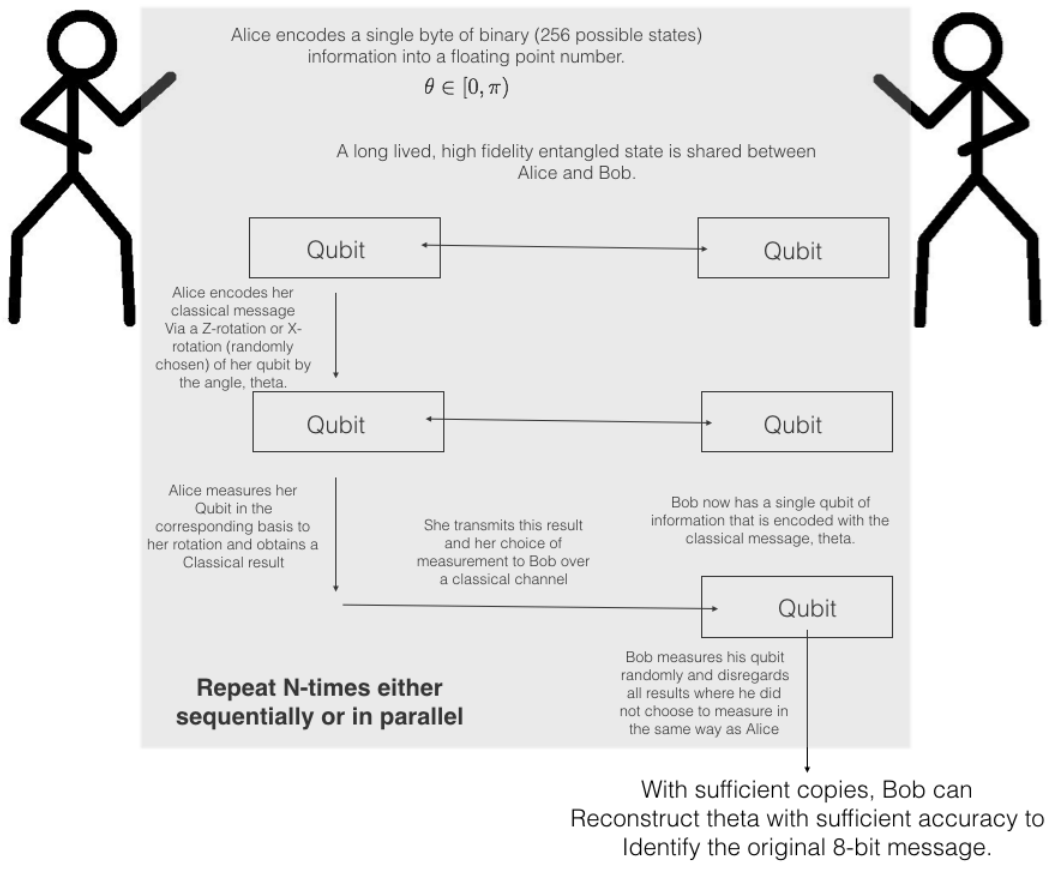 Alice encodes a single byte of binary (256 possible states)
information into a floating point number.
θ ∈ [0, π)
A long lived, high fidelity entangled state is shared between
Alice and Bob.
Qubit
Qubit
Alice encodes her
classical message
Via a Z-rotation or X-
rotation (randomly
chosen) of her qubit by
the angle, theta.
Qubit
Qubit
Alice measures her
Qubit in the
corresponding basis to
her rotation and obtains a
Classical result
She transmits this result
and her choice of
measurement to Bob over
a classical channel
Bob now has a single qubit of
information that is encoded with the
classical message, theta.
Qubit
Bob measures his qubit
randomly and disregards
all results where he did
not choose to measure in
the same way as Alice
Repeat N-times either
sequentially or in parallel
With sufficient copies, Bob can
Reconstruct theta with sufficient accuracy to
Identify the original 8-bit message.